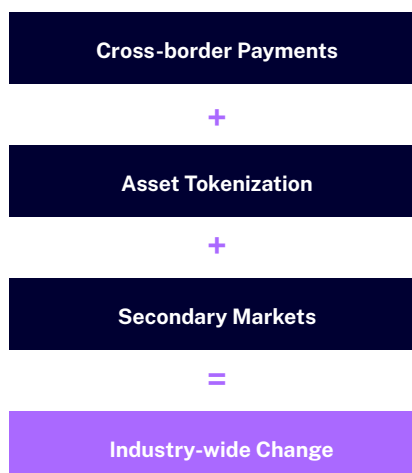 Cross-border Payments
+
Asset Tokenization
+
Secondary Markets
=
Industry-wide Change